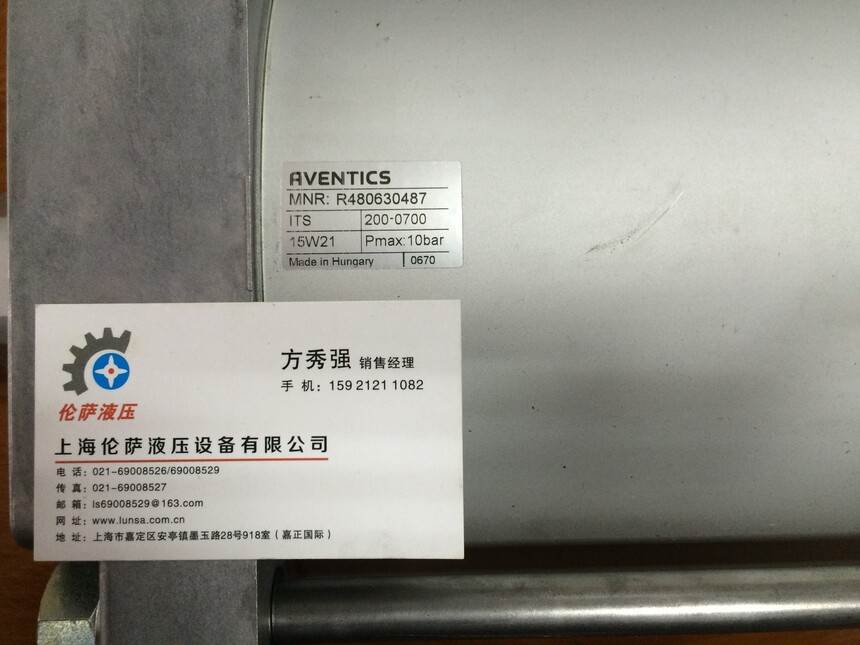 AVENTICS
MNR: R480630487
ITS 200-0700
15W21 Pmax:10bar
Made in Hungary 0670
方秀强 销售经理
手 机：159 2121 1082
伦萨液压
上海伦萨液压设备有限公司
电 话：021-69008526/69008529
传 真：021-69008527
邮 箱：ls69008529@163.com
网 址：www.lunsa.com.cn
地 址：上海市嘉定区安亭镇墨玉路28号918室（嘉正国际）